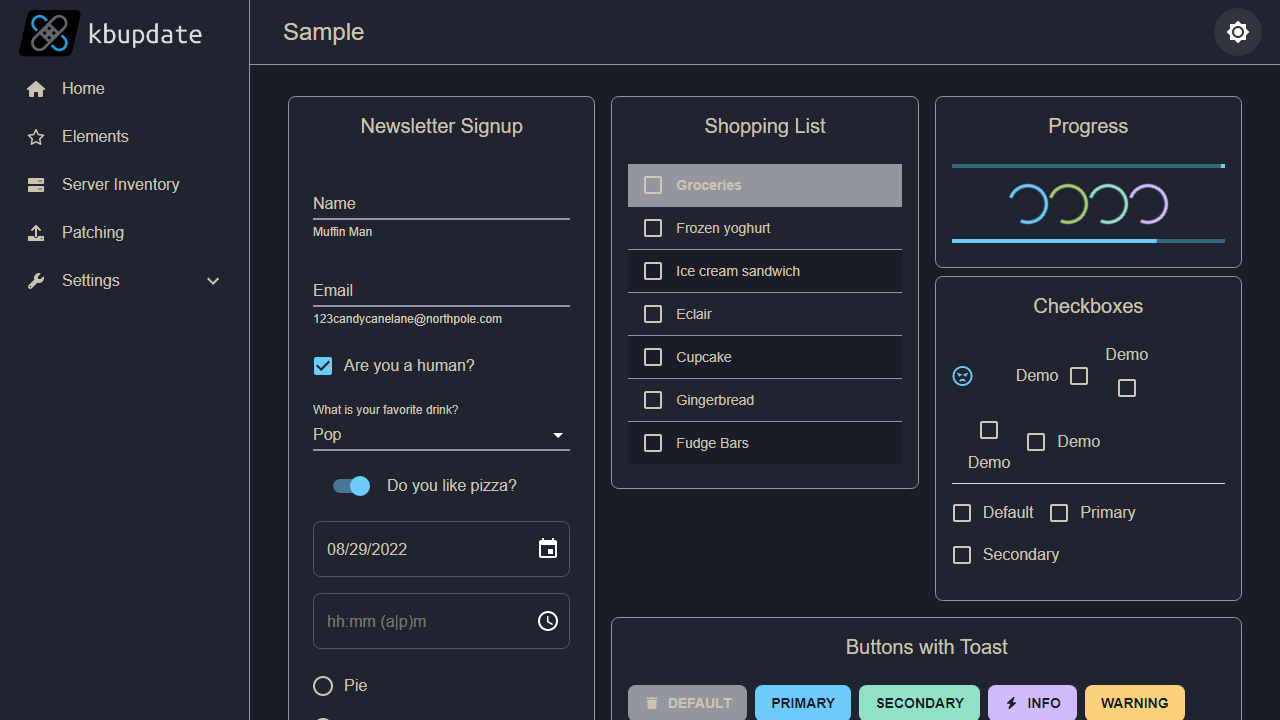 kbupdate
Sample
Home
Elements
Server Inventory
Patching
Settings
Newsletter Signup
Name
Muffin Man
Email
123candycanelane@northpole.com
Are you a human?
What is your favorite drink?
Pop
Do you like pizza?
08/29/2022
hh:mm (a|p)m
Pie
Shopping List
Groceries
Frozen yoghurt
Ice cream sandwich
Eclair
Cupcake
Gingerbread
Fudge Bars
Progress
Checkboxes
Demo
Demo
Demo
Demo
Default Primary
Secondary
Buttons with Toast
DEFAULT PRIMARY SECONDARY INFO WARNING